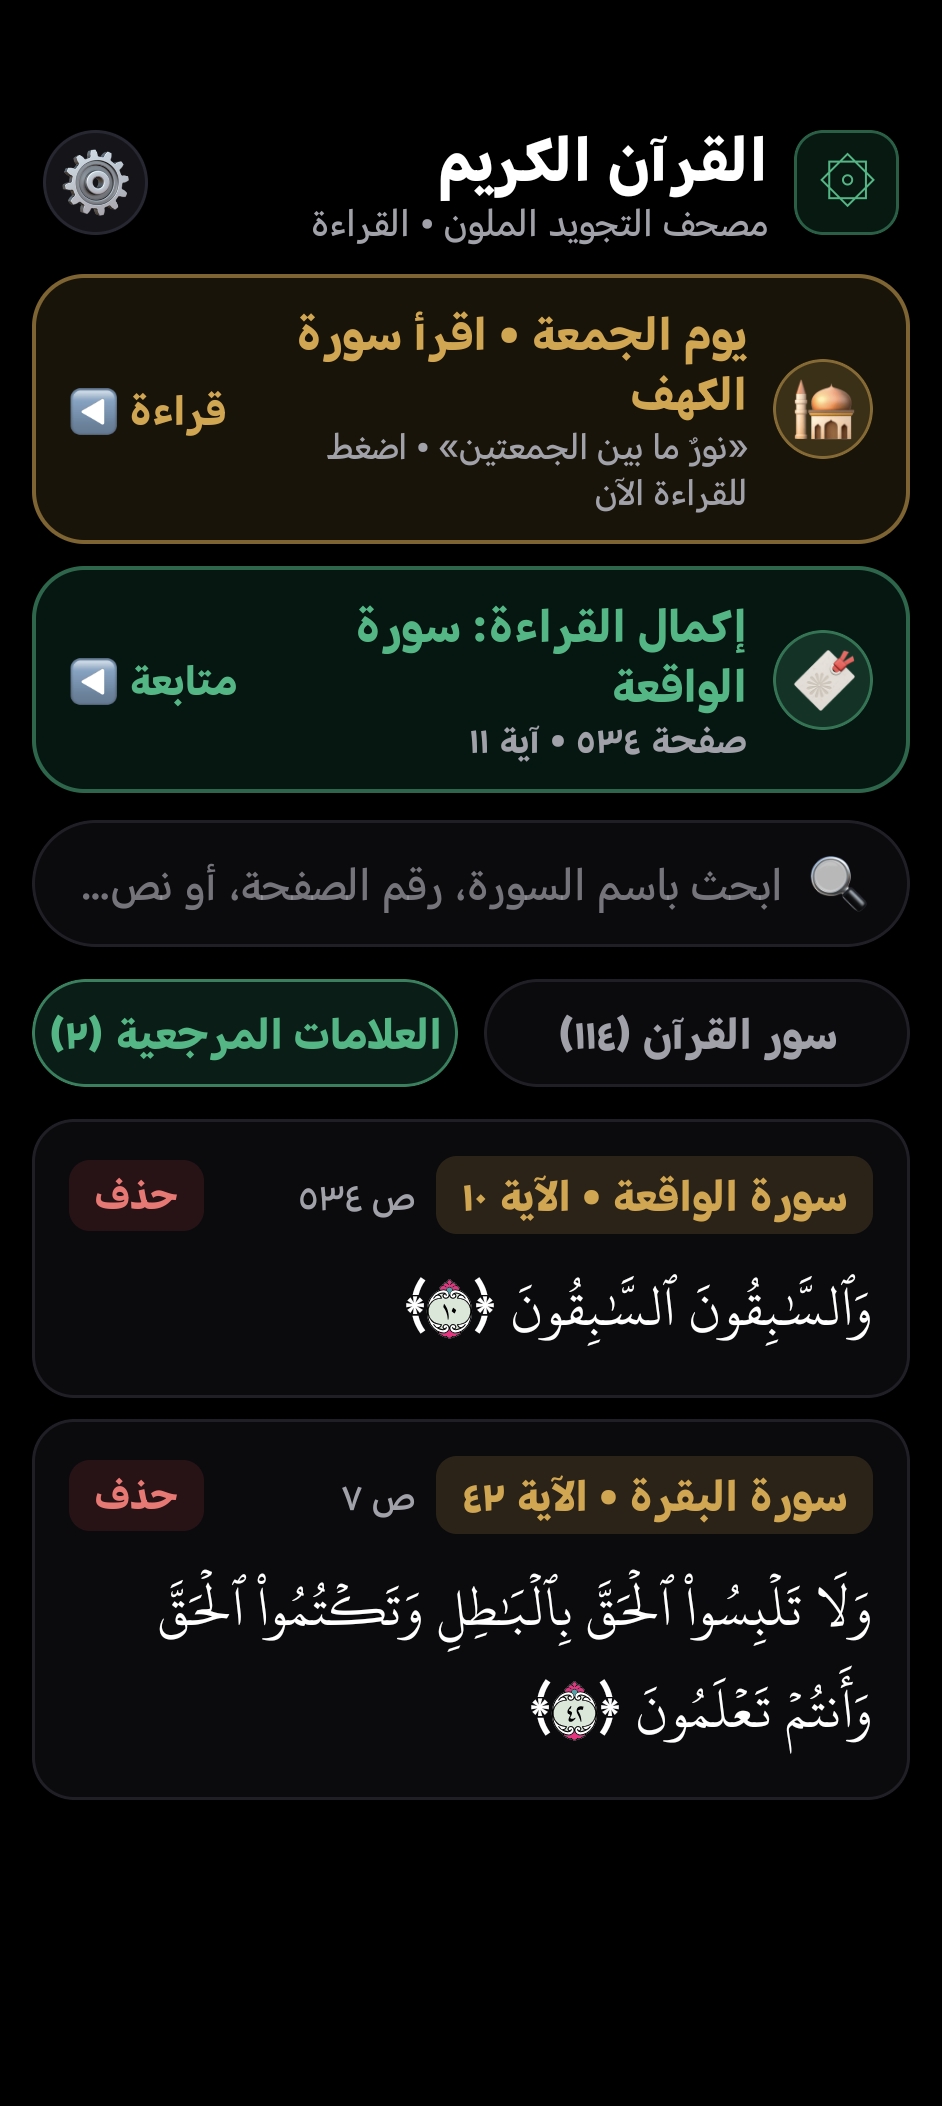 القرآن الكريم
مصحف التجويد الملون • القراءة
يوم الجمعة • اقرأ سورة
الكهف
«نورٌ ما بين الجمعتين» • اضغط
للقراءة الآن
قراءة
إكمال القراءة: سورة
الواقعة
صفحة ٥٣٤ • آية ١١
متابعة
ابحث باسم السورة، رقم الصفحة، أو نص...
سور القرآن (١١٤)
العلامات المرجعية (٢)
سورة الواقعة • الآية ١٠
ص ٥٣٤
حذف
وَٱلسَّـٰبِقُونَ ٱلسَّـٰبِقُونَ ﴿١٠﴾
سورة البقرة • الآية ٤٢
ص ٧
حذف
وَلَا تَلۡبِسُواْ ٱلۡحَقَّ بِٱلۡبَـٰطِلِ وَتَكۡتُمُواْ ٱلۡحَقَّ
وَأَنتُمۡ تَعۡلَمُونَ ﴿٤٢﴾